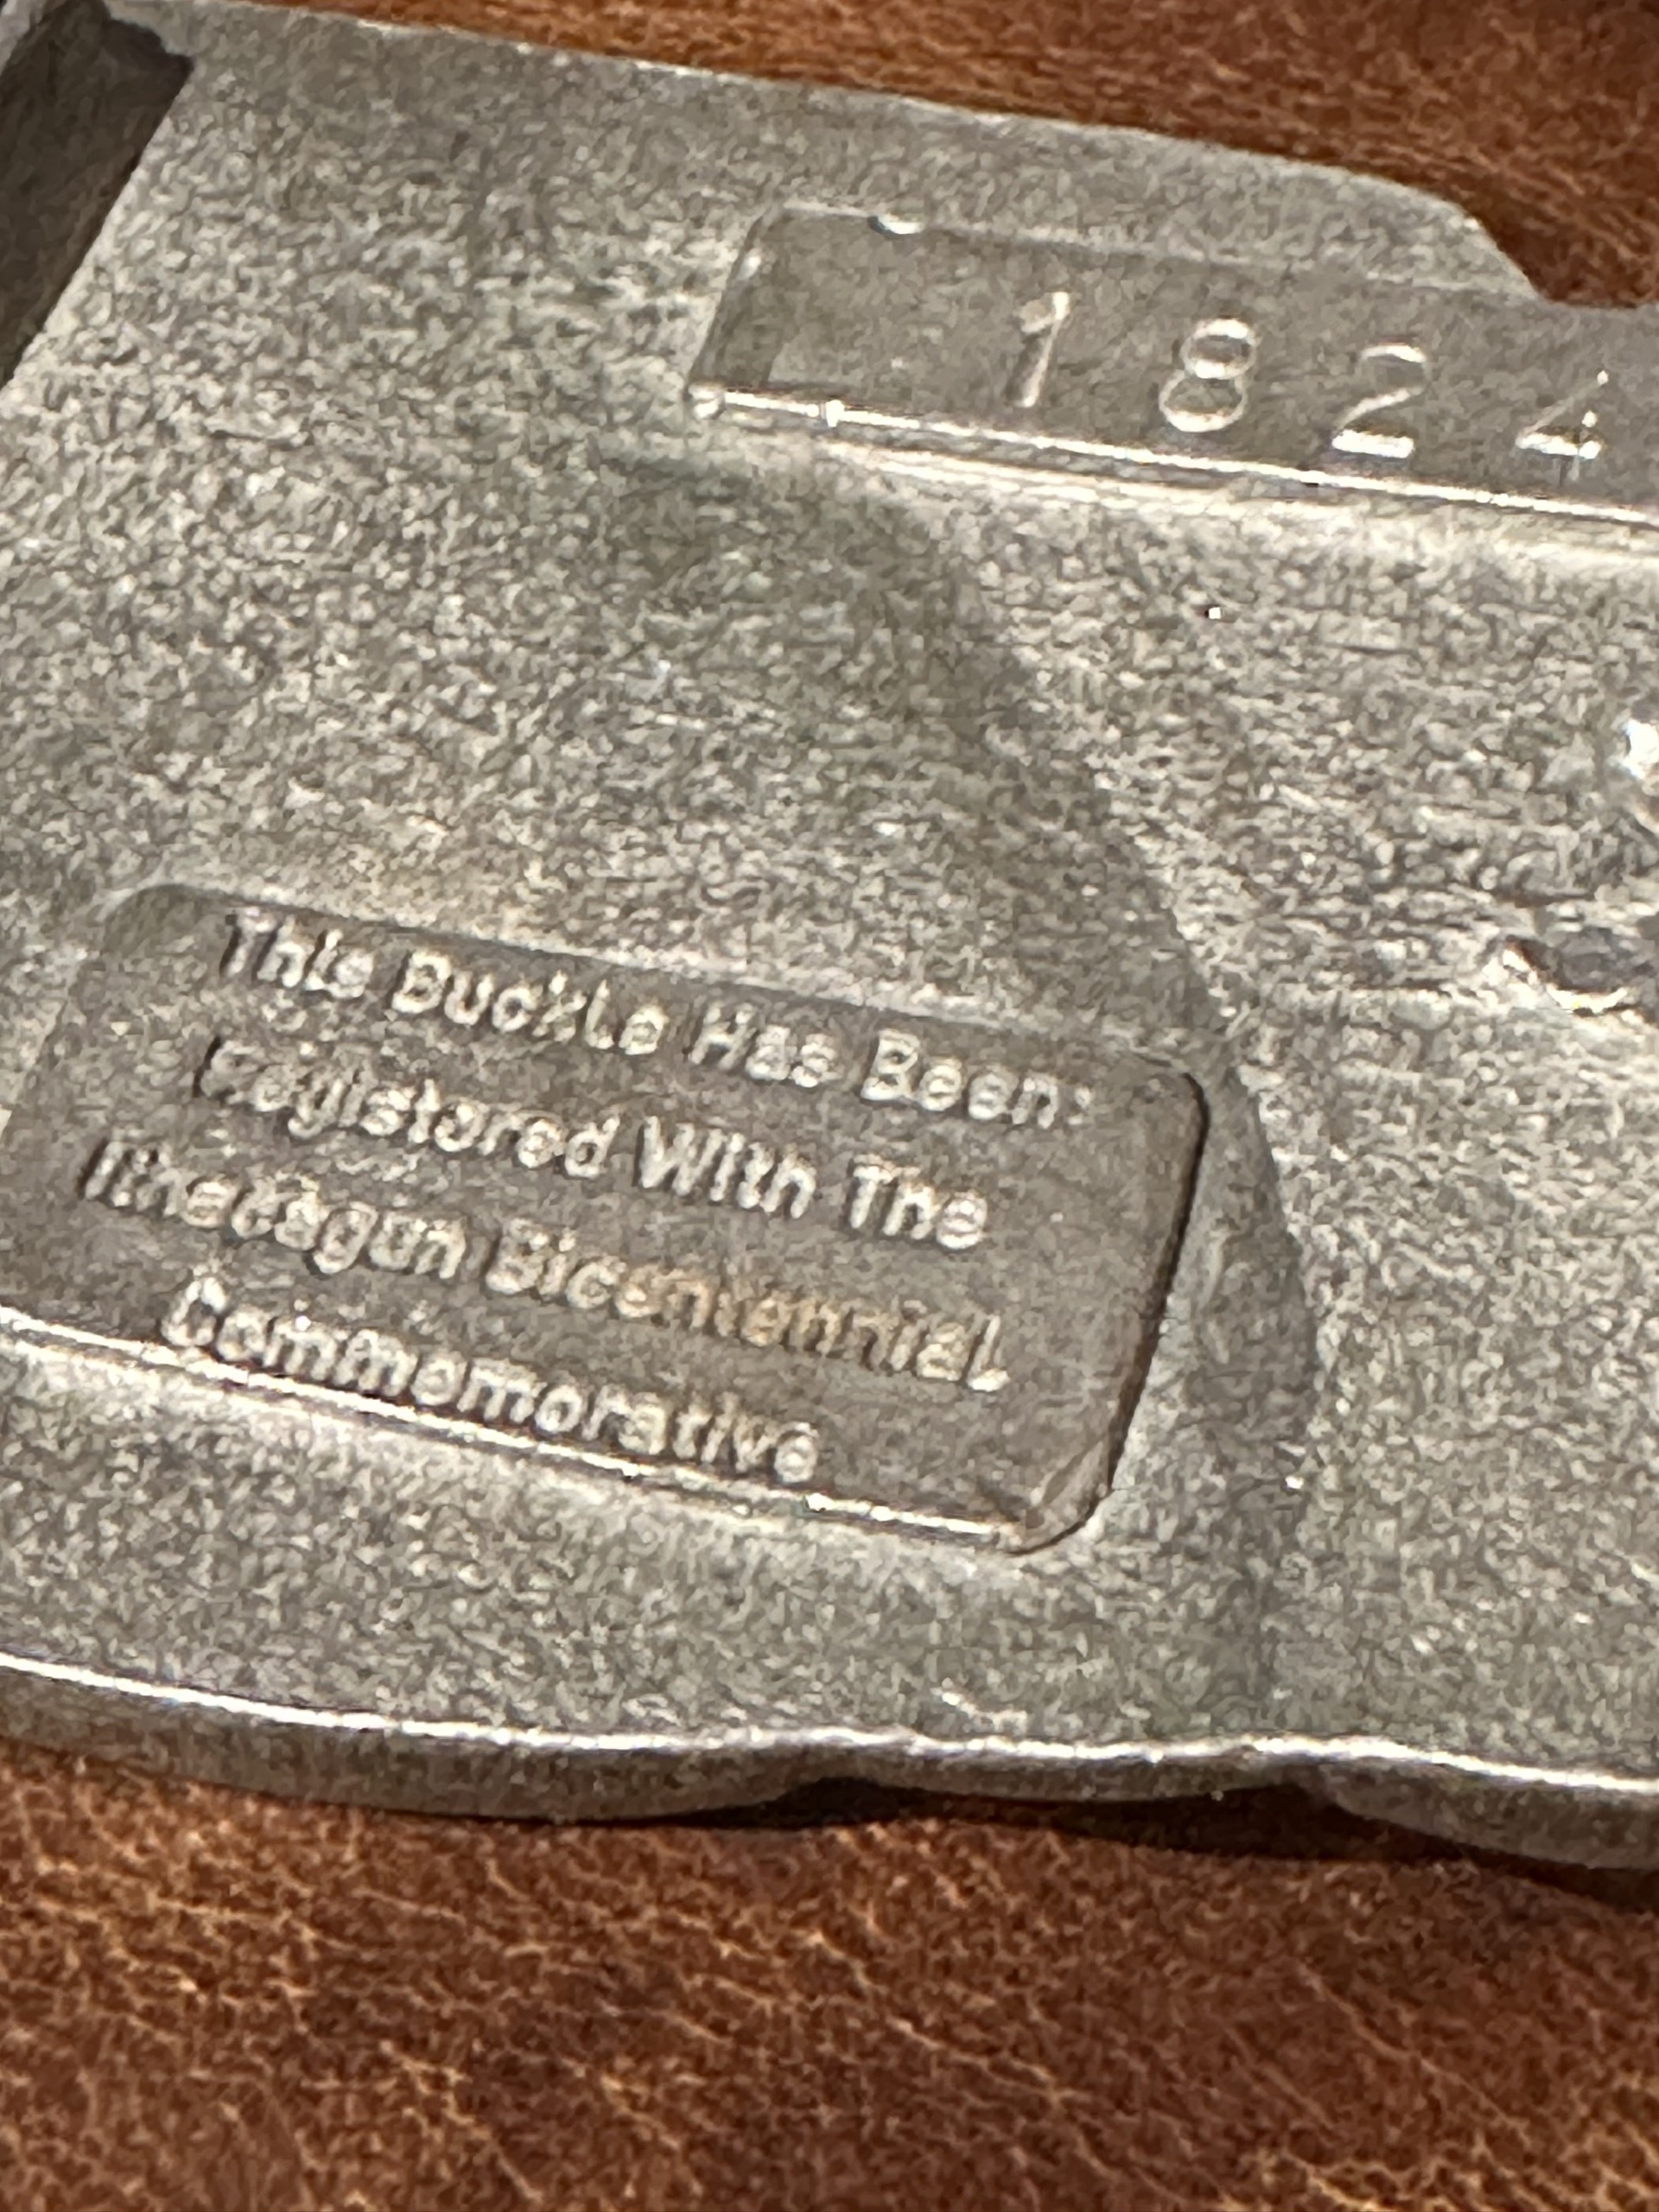 1824
This Buckle Has Been:
Registered With The
Bicentennial
Commemorative